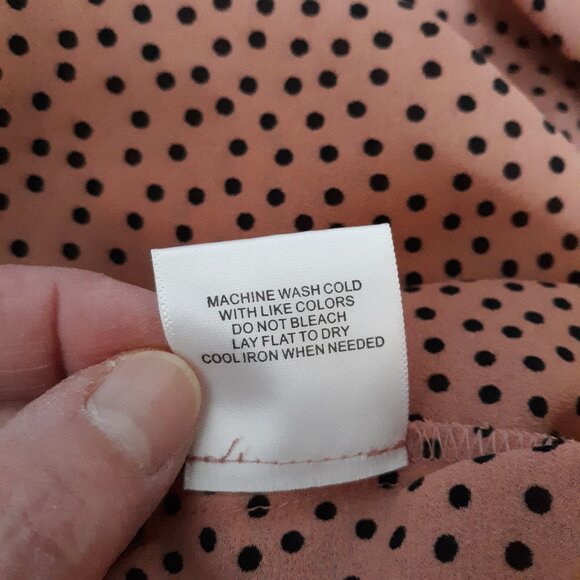 MACHINE WASH COLD
WITH LIKE COLORS
DO NOT BLEACH
LAY FLAT TO DRY
COOL IRON WHEN NEEDED